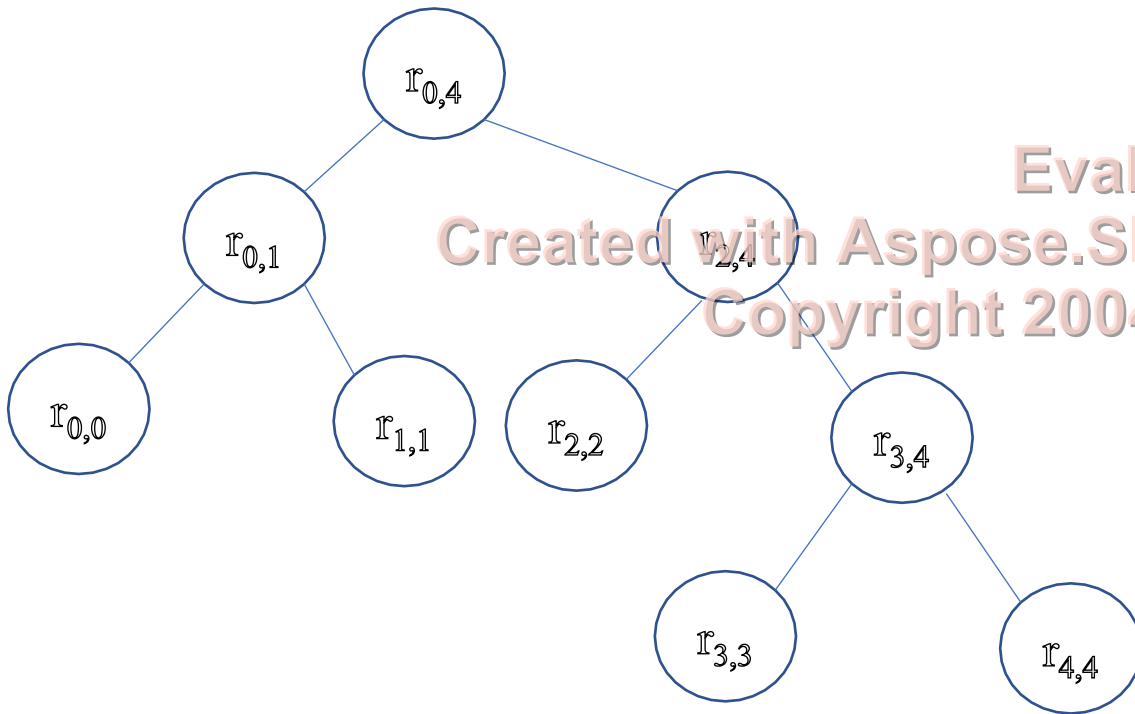 r0,4
Eval
r0,1
r2,4
Created with Aspose.Sl
Copyright 2004
r0,0
r1,1
r2,2
r3,4
r3,3
r4,4